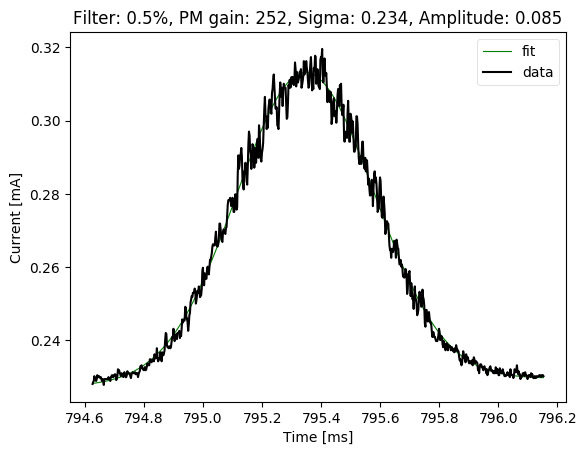 Filter: 0.5%, PM gain: 252, Sigma: 0.234, Amplitude: 0.085
fit
data
0.32
0.30
0.28
0.26
0.24
Current [mA]
794.6 794.8 795.0 795.2 795.4 795.6 795.8 796.0 796.2
Time [ms]